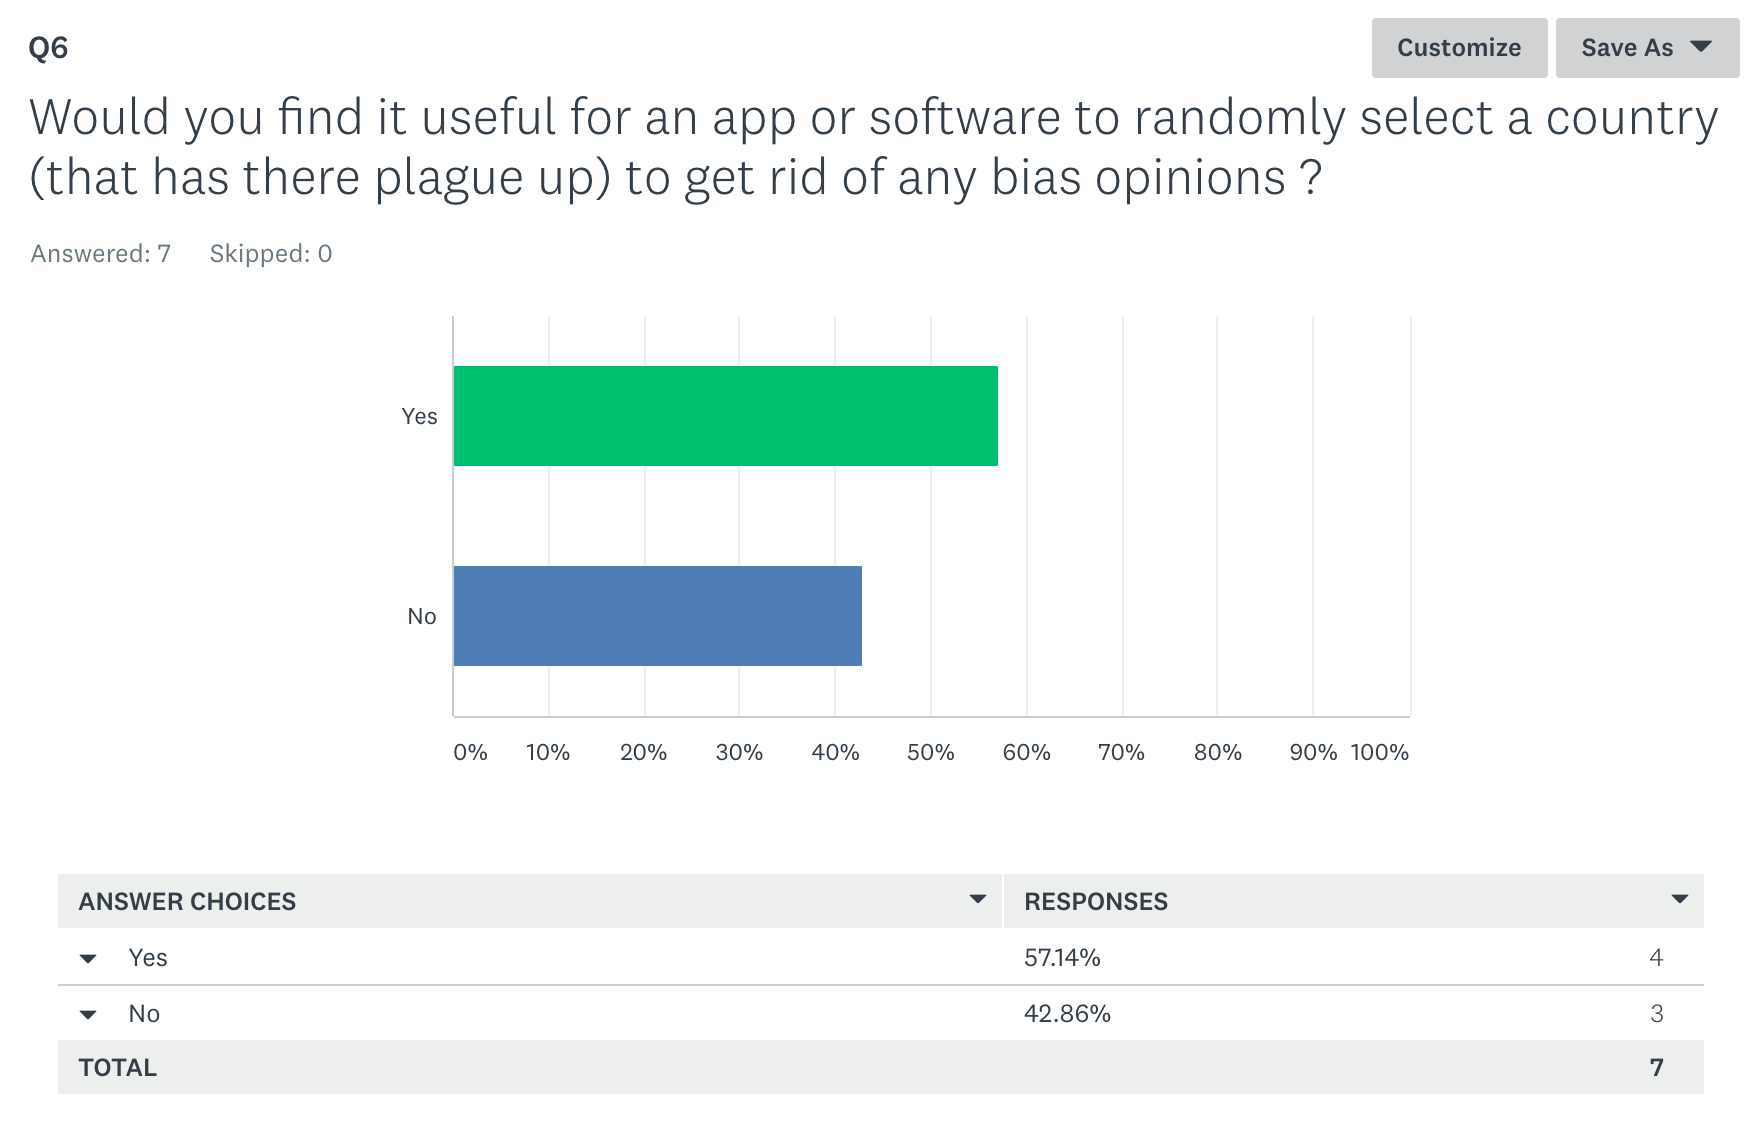 Q6
Customize
Save As
Would you find it useful for an app or software to randomly select a country
(that has there plague up) to get rid of any bias opinions ?
Answered: 7 Skipped: 0
Yes
No
0% 10% 20% 30% 40% 50% 60% 70% 80% 90% 100%
ANSWER CHOICES RESPONSES
Yes 57.14% 4
No 42.86% 3
TOTAL 7